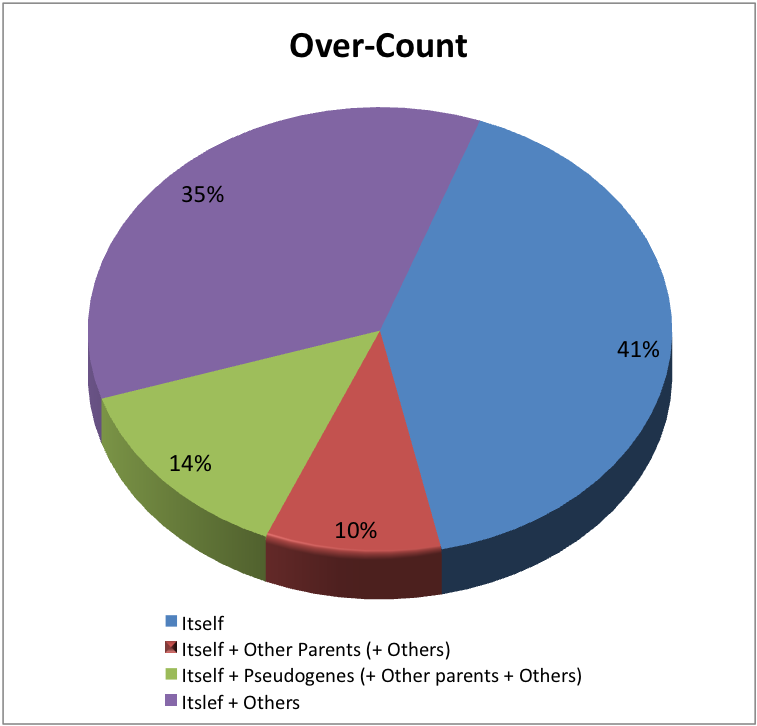 Over-Count
35%
41%
14%
10%
Itself
Itself + Other Parents (+ Others)
Itself + Pseudogenes (+ Other parents + Others)
Itslef + Others